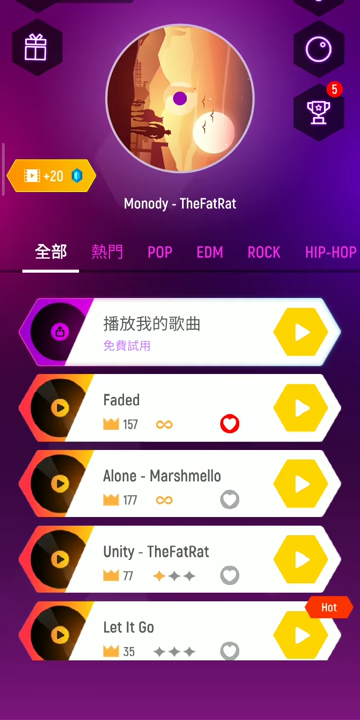 5
+20
Monody - TheFatRat
全部 熱門 POP EDM ROCK HIP-HOP
播放我的歌曲
免費試用
Faded
157
Alone - Marshmello
177
Unity - TheFatRat
77
Hot
Let It Go
35